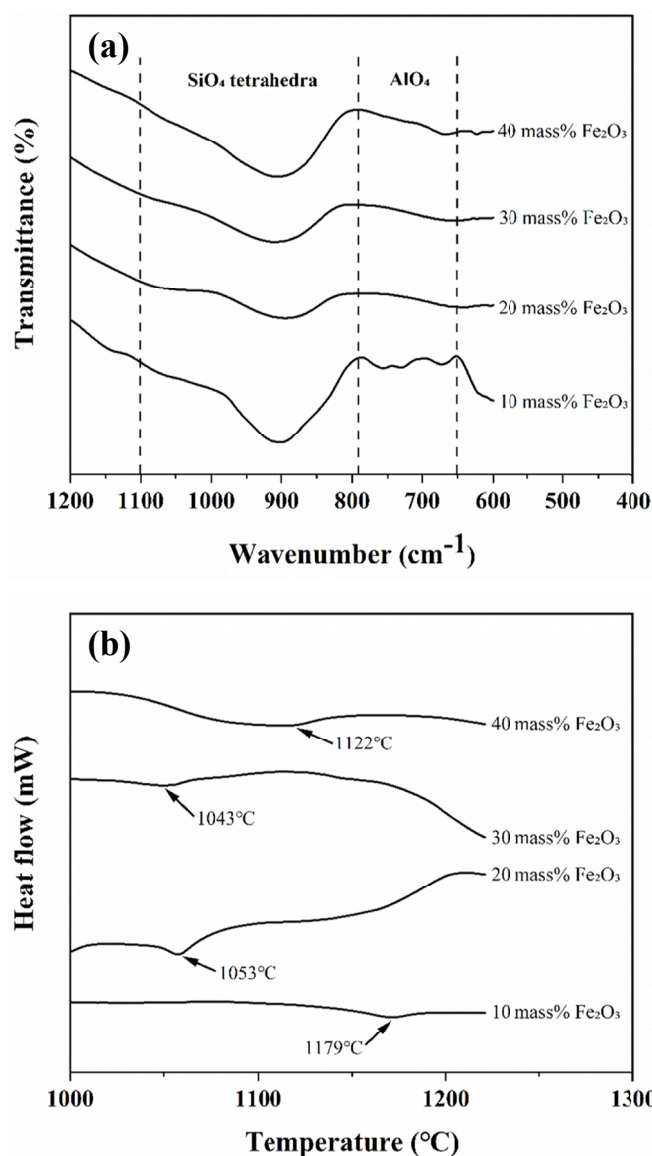 (a)
SiO₄ tetrahedra
AlO₄
40 mass% Fe₂O₃
30 mass% Fe₂O₃
20 mass% Fe₂O₃
10 mass% Fe₂O₃
Transmittance (%)
1200 1100 1000 900 800 700 600 500 400
Wavenumber (cm⁻¹)
(b)
40 mass% Fe₂O₃
1122℃
1043℃
30 mass% Fe₂O₃
20 mass% Fe₂O₃
1053℃
10 mass% Fe₂O₃
1179℃
Heat flow (mW)
1000 1100 1200 1300
Temperature (℃)